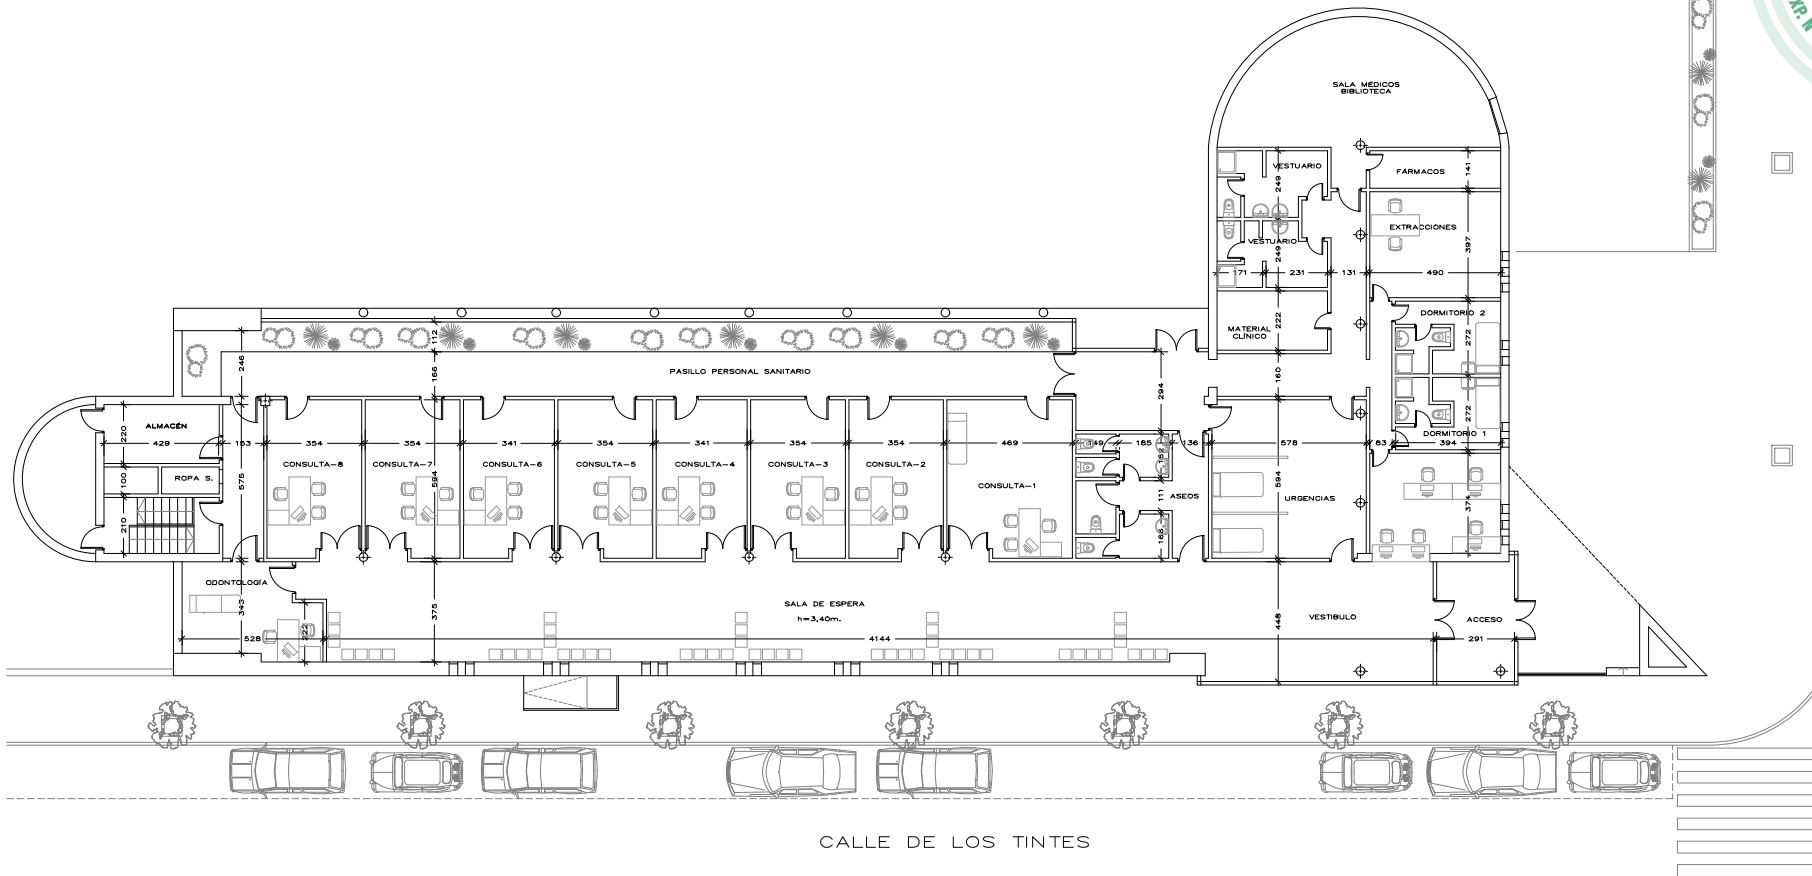 XP. N
SALA MÉDICOS
BIBLIOTECA
VESTUARIO
249
FÁRMACOS
141
EXTRACCIONES
397
VESTUARIO
249
171
231
131
490
MATERIAL
CLÍNICO
222
DORMITORIO 2
272
112
246
166
PASILLO PERSONAL SANITARIO
294
160
272
DORMITORIO 1
394
ALMACÉN
220
429
153
354
354
341
354
341
354
354
469
149
185
136
578
83
CONSULTA-8
CONSULTA-7
CONSULTA-6
CONSULTA-5
CONSULTA-4
CONSULTA-3
CONSULTA-2
CONSULTA-1
162
ROPA S.
100
575
594
594
111
ASEOS
URGENCIAS
374
210
168
ODONTOLOGÍA
343
222
528
375
SALA DE ESPERA
h=3,40m.
4144
448
VESTIBULO
ACCESO
291
CALLE DE LOS TINTES